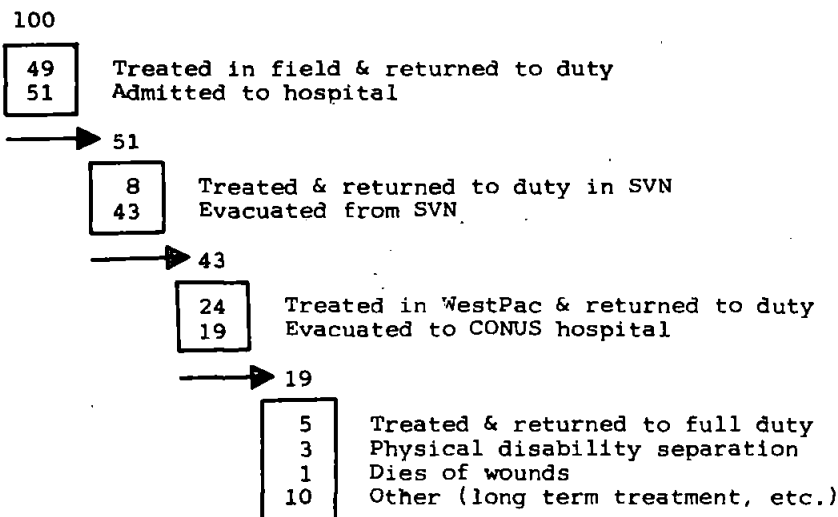 100
49 Treated in field & returned to duty
51 Admitted to hospital
51
8 Treated & returned to duty in SVN
43 Evacuated from SVN
43
24 Treated in WestPac & returned to duty
19 Evacuated to CONUS hospital
19
5 Treated & returned to full duty
3 Physical disability separation
1 Dies of wounds
10 Other (long term treatment, etc.)